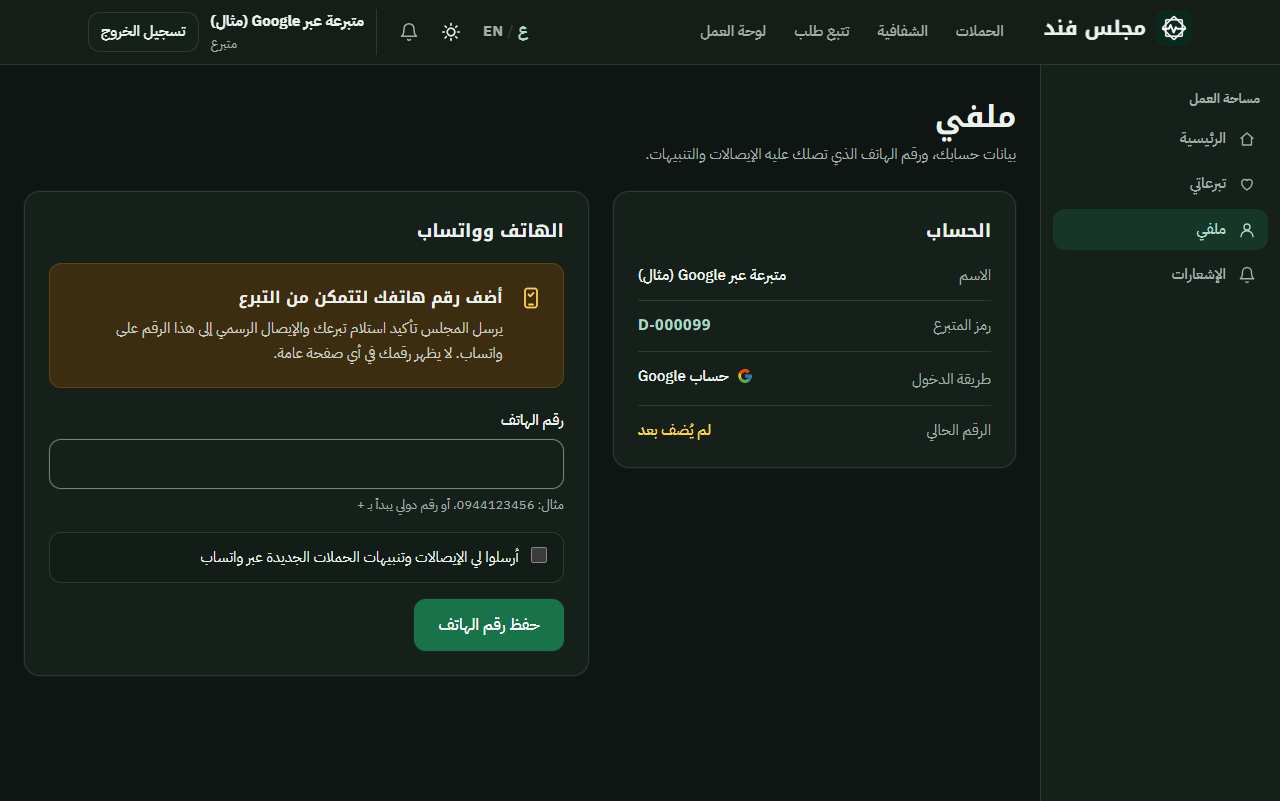 مجلس فند
الحملات
الشفافية
تتبع طلب
لوحة العمل
ع / EN
متبرعة عبر Google (مثال)
متبرع
تسجيل الخروج
مساحة العمل
الرئيسية
تبرعاتي
ملفي
الإشعارات
ملفي
بيانات حسابك، ورقم الهاتف الذي تصلك عليه الإيصالات والتنبيهات.
الحساب
الاسم
متبرعة عبر Google (مثال)
رمز المتبرع
D-000099
طريقة الدخول
حساب Google
الرقم الحالي
لم يُضف بعد
الهاتف وواتساب
أضف رقم هاتفك لتتمكن من التبرع
يرسل المجلس تأكيد استلام تبرعك والإيصال الرسمي إلى هذا الرقم على
واتساب. لا يظهر رقمك في أي صفحة عامة.
رقم الهاتف
مثال: 0944123456، أو رقم دولي يبدأ بـ +
أرسلوا لي الإيصالات وتنبيهات الحملات الجديدة عبر واتساب
حفظ رقم الهاتف